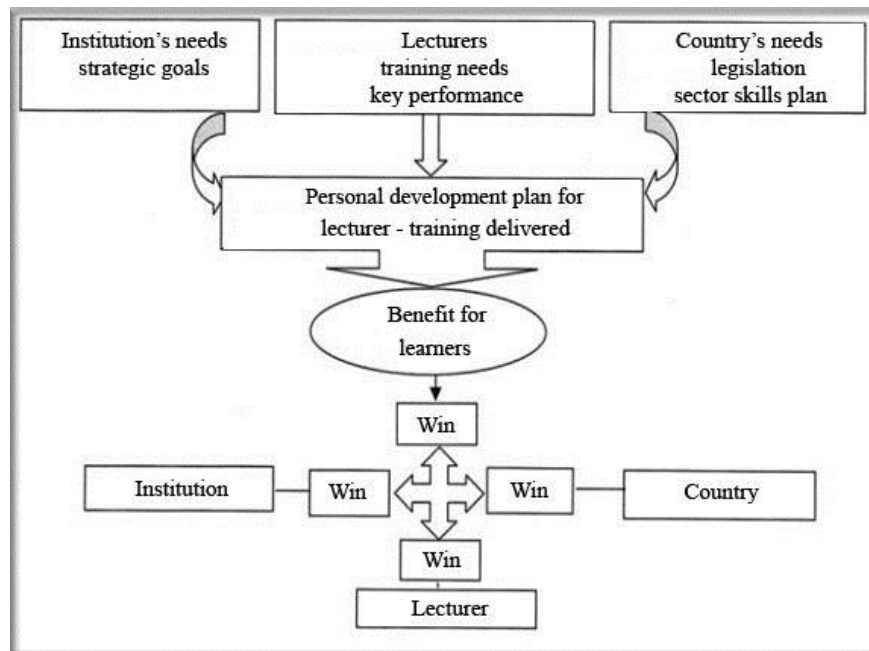 Institution's needs
strategic goals
Lecturers
training needs
key performance
Country's needs
legislation
sector skills plan
Personal development plan for
lecturer - training delivered
Benefit for
learners
Win
Institution
Win
Win
Country
Win
Lecturer